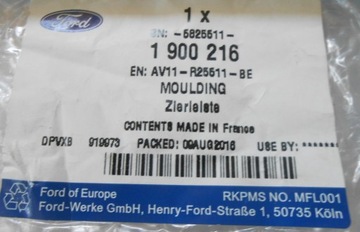 Ford
1 x
SN: -5825511-
1 900 216
EN: AV11-R25511-BE
MOULDING
Zierleiste
CONTENTS MADE IN France
DPVXB 919973 PACKED: 09AUG2016 USE BY: -******
Ford of Europe RKPMS NO. MFL001
Ford-Werke GmbH, Henry-Ford-Straße 1, 50735 Köln